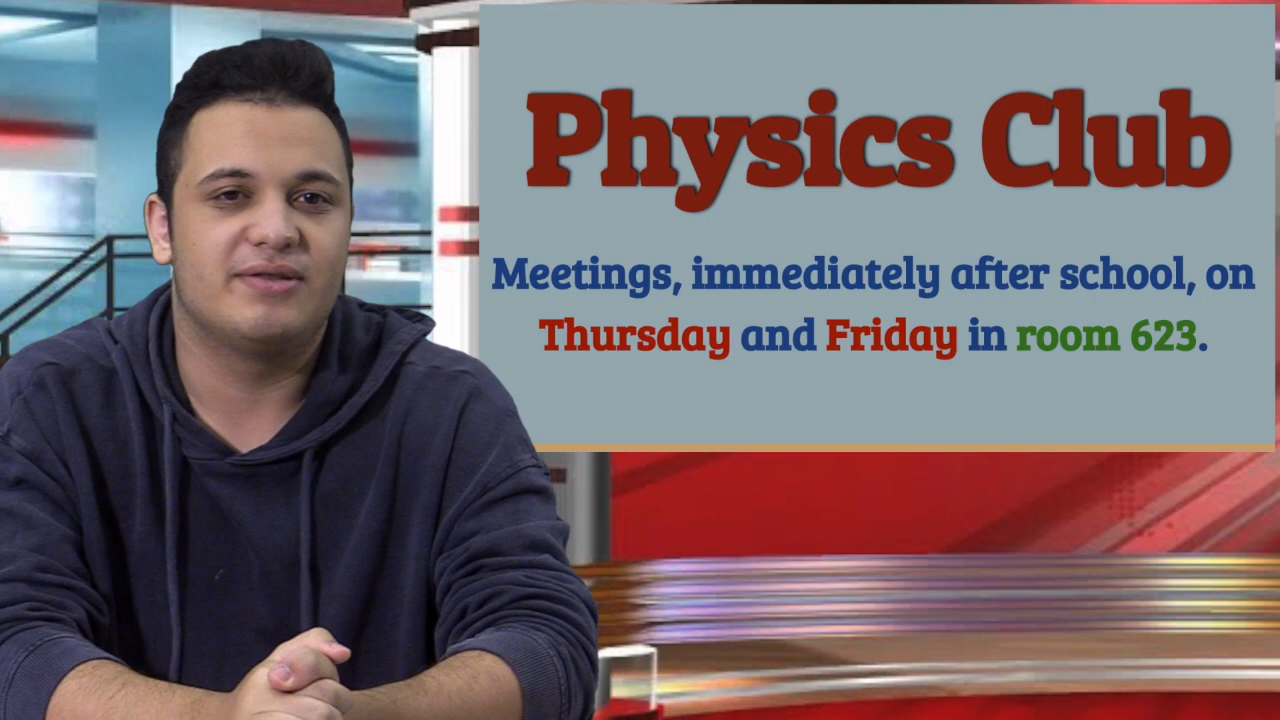 Physics Club
Meetings, immediately after school, on
Thursday and Friday in room 623.